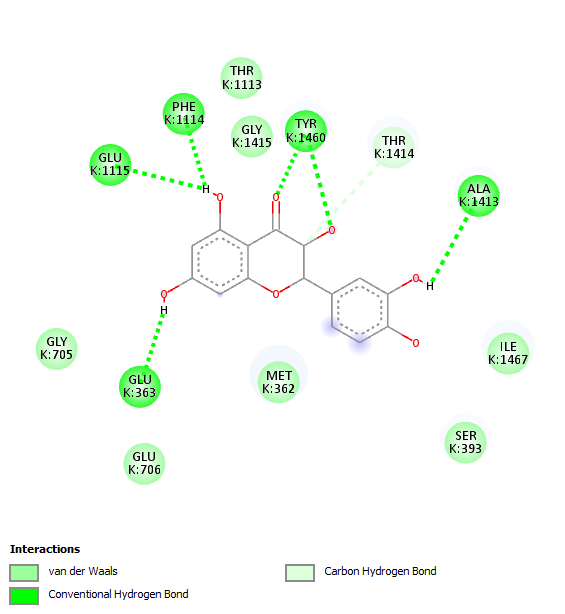 THR
K:1113
PHE
K:1114
GLY
K:1415
TYR
K:1460
THR
K:1414
GLU
K:1115
ALA
K:1413
H
O
O
O
O
H
O
H
O
O
GLY
K:705
GLU
K:363
MET
K:362
ILE
K:1467
GLU
K:706
SER
K:393
Interactions
van der Waals
Conventional Hydrogen Bond
Carbon Hydrogen Bond